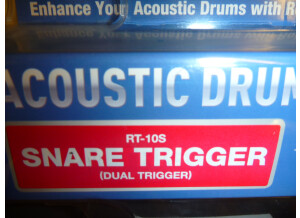 Enhance Your Acoustic Drums with R
ACOUSTIC DRUM
RT-10S
SNARE TRIGGER
(DUAL TRIGGER)